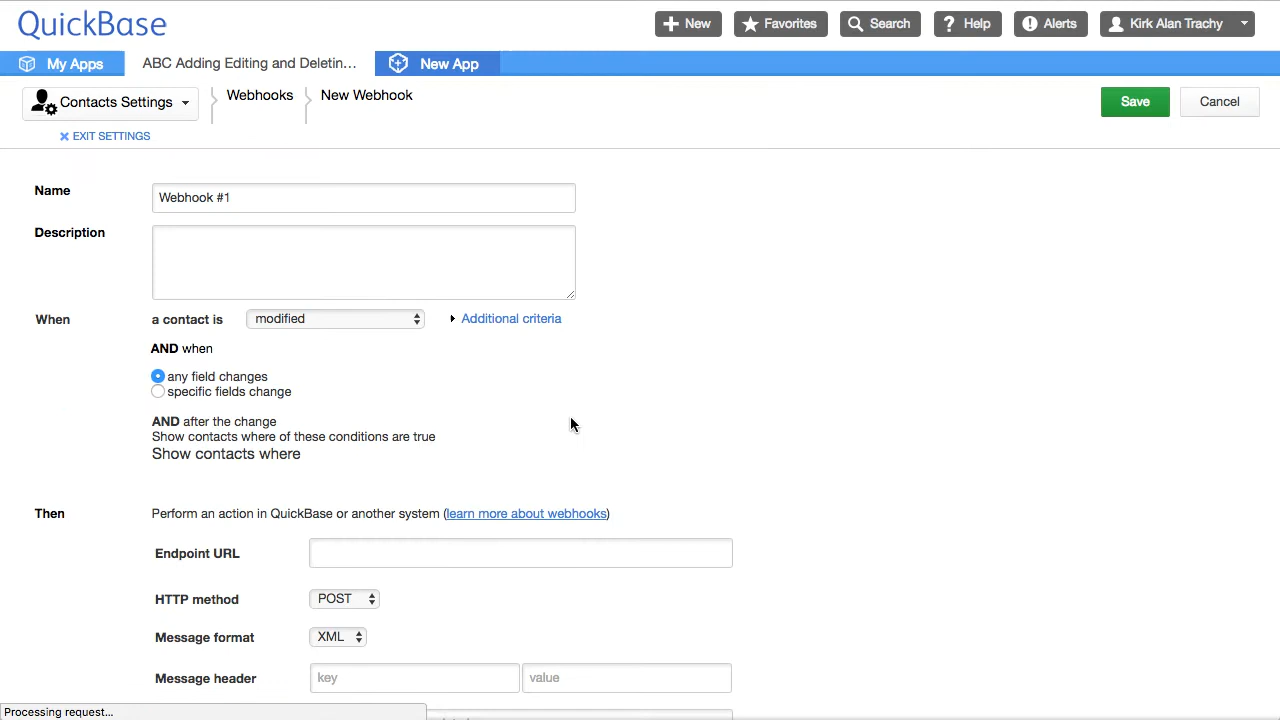 QuickBase
New
Favorites
Search
Help
Alerts
Kirk Alan Trachy
My Apps
ABC Adding Editing and Deletin...
New App
Contacts Settings
Webhooks
New Webhook
Save
Cancel
EXIT SETTINGS
Name
Webhook #1
Description
When
a contact is
modified
Additional criteria
AND when
any field changes
specific fields change
AND after the change
Show contacts where of these conditions are true
Show contacts where
Then
Perform an action in QuickBase or another system (learn more about webhooks)
Endpoint URL
HTTP method
POST
Message format
XML
Message header
key
value
Processing request...